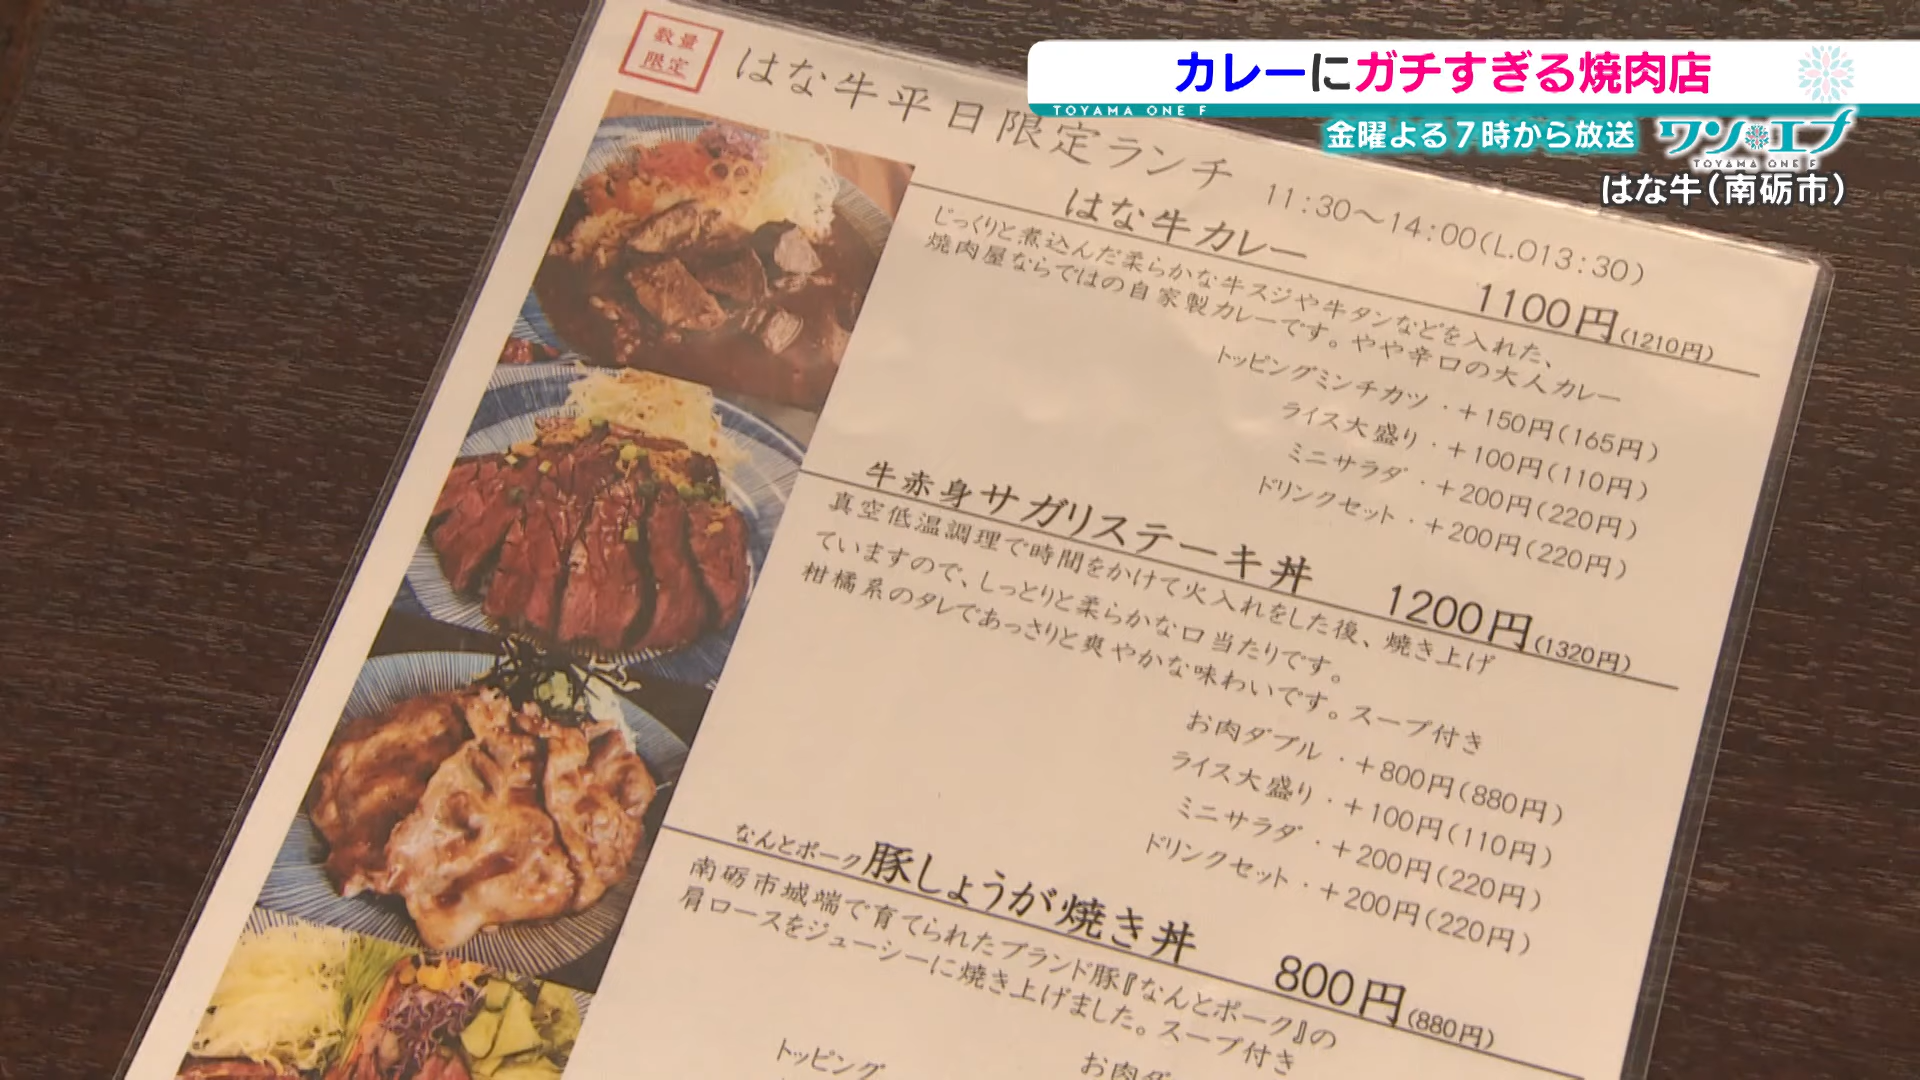 カレーにガチすぎる焼肉店
TOYAMA ONE F
金曜よる7時から放送
ワン・エフ
TOYAMA ONE F
はな牛(南砺市)
数量
限定
はな牛平日限定ランチ 11:30～14:00(L.O13:30)
はな牛カレー 1100円(1210円)
じっくりと煮込んだ柔らかな牛スジや牛タンなどを入れた、
焼肉屋ならではの自家製カレーです。やや辛口の大人カレー
トッピングミンチカツ・+150円(165円)
ライス大盛り・+100円(110円)
ミニサラダ・+200円(220円)
ドリンクセット・+200円(220円)
牛赤身サガリステーキ丼 1200円(1320円)
真空低温調理で時間をかけて火入れをした後、焼き上げ
ていますので、しっとりと柔らかな口当たりです。
柑橘系のタレであっさりと爽やかな味わいです。スープ付き
お肉ダブル・+800円(880円)
ライス大盛り・+100円(110円)
ミニサラダ・+200円(220円)
ドリンクセット・+200円(220円)
なんとポーク豚しょうが焼き丼 800円(880円)
南砺市城端で育てられたブランド豚『なんとポーク』の
肩ロースをジューシーに焼き上げました。スープ付き
トッピング
お肉ダ